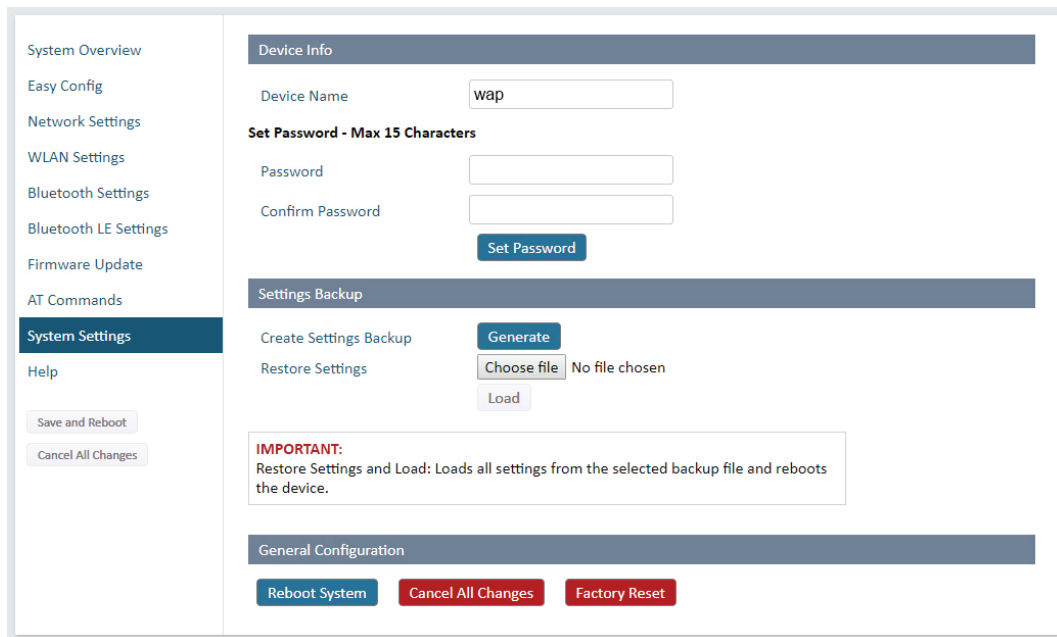 System Overview
Easy Config
Network Settings
WLAN Settings
Bluetooth Settings
Bluetooth LE Settings
Firmware Update
AT Commands
System Settings
Help
Save and Reboot
Cancel All Changes
Device Info
Device Name wap
Set Password - Max 15 Characters
Password
Confirm Password
Set Password
Settings Backup
Create Settings Backup Generate
Restore Settings Choose file No file chosen
Load
IMPORTANT:
Restore Settings and Load: Loads all settings from the selected backup file and reboots
the device.
General Configuration
Reboot System Cancel All Changes Factory Reset